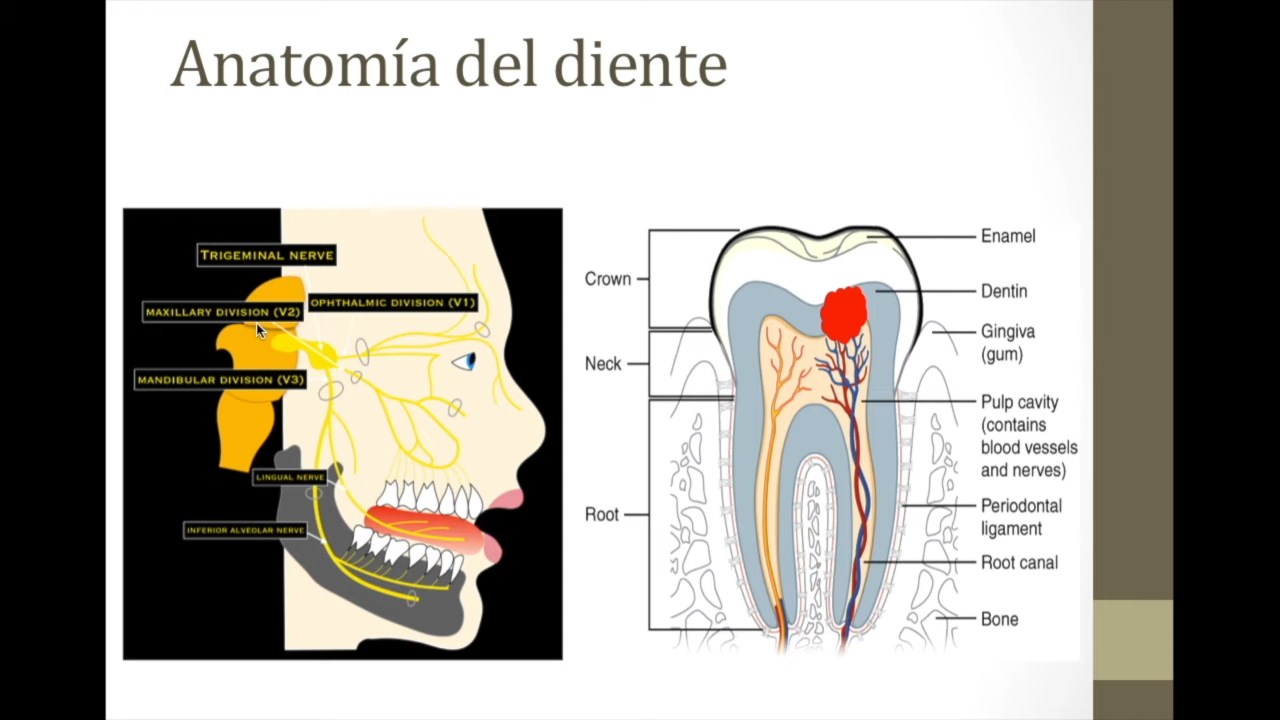 Anatomía del diente
TRIGEMINAL NERVE
MAXILLARY DIVISION (V2)
OPHTHALMIC DIVISION (V1)
MANDIBULAR DIVISION (V3)
LINGUAL NERVE
INFERIOR ALVEOLAR NERVE
Crown
Neck
Root
Enamel
Dentin
Gingiva
(gum)
Pulp cavity
(contains
blood vessels
and nerves)
Periodontal
ligament
Root canal
Bone